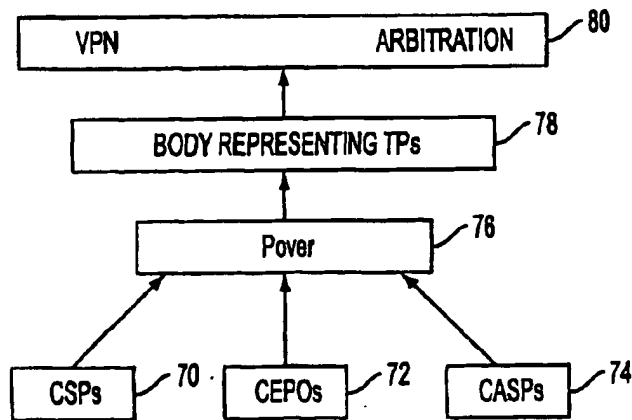 VPN ARBITRATION 80
BODY REPRESENTING TPs 78
Pover 76
CSPs 70 CEPOs 72 CASPs 74